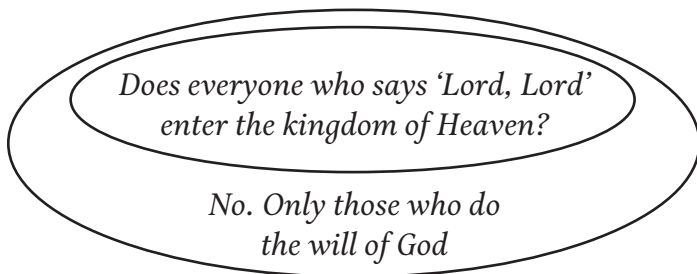 Does everyone who says ‘Lord, Lord’
enter the kingdom of Heaven?
No. Only those who do
the will of God